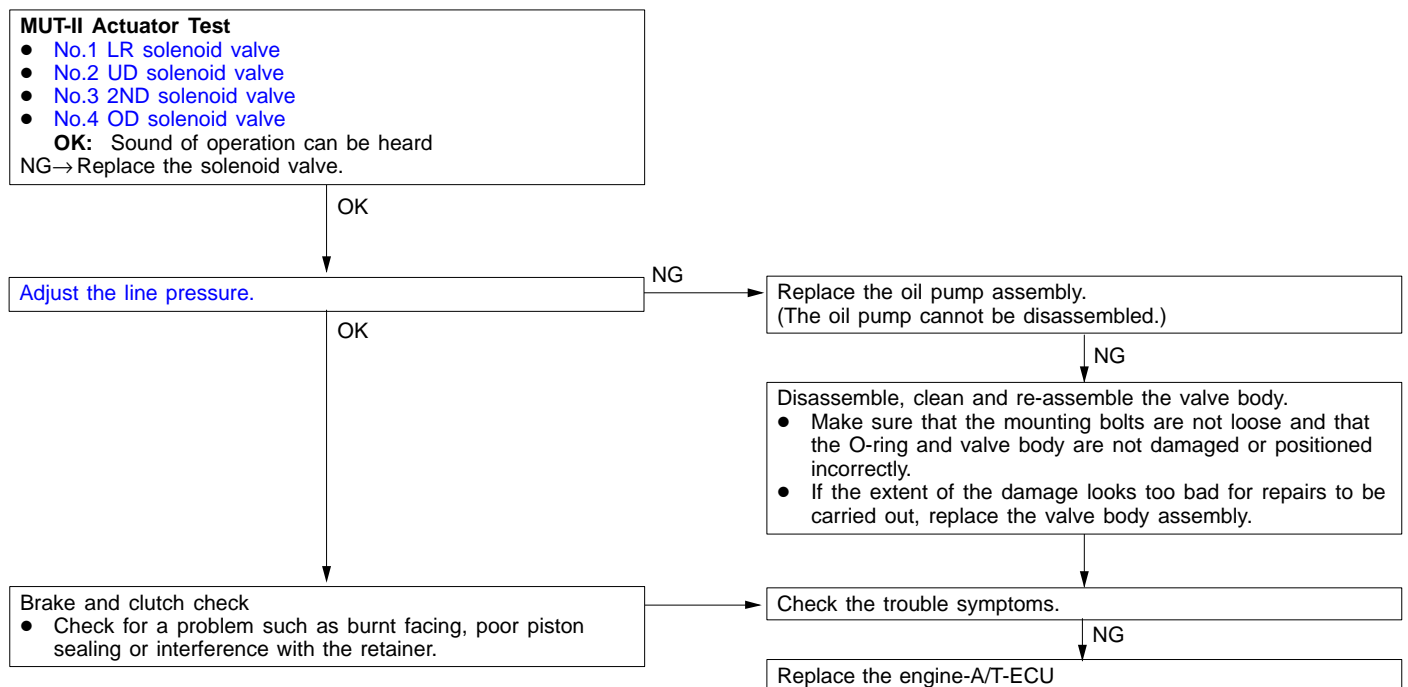 MUT-II Actuator Test
● No.1 LR solenoid valve
● No.2 UD solenoid valve
● No.3 2ND solenoid valve
● No.4 OD solenoid valve
OK: Sound of operation can be heard
NG→Replace the solenoid valve.
OK
Adjust the line pressure.
NG
Replace the oil pump assembly.
(The oil pump cannot be disassembled.)
OK
NG
Disassemble, clean and re-assemble the valve body.
● Make sure that the mounting bolts are not loose and that
the O-ring and valve body are not damaged or positioned
incorrectly.
● If the extent of the damage looks too bad for repairs to be
carried out, replace the valve body assembly.
Brake and clutch check
● Check for a problem such as burnt facing, poor piston
sealing or interference with the retainer.
Check the trouble symptoms.
NG
Replace the engine-A/T-ECU